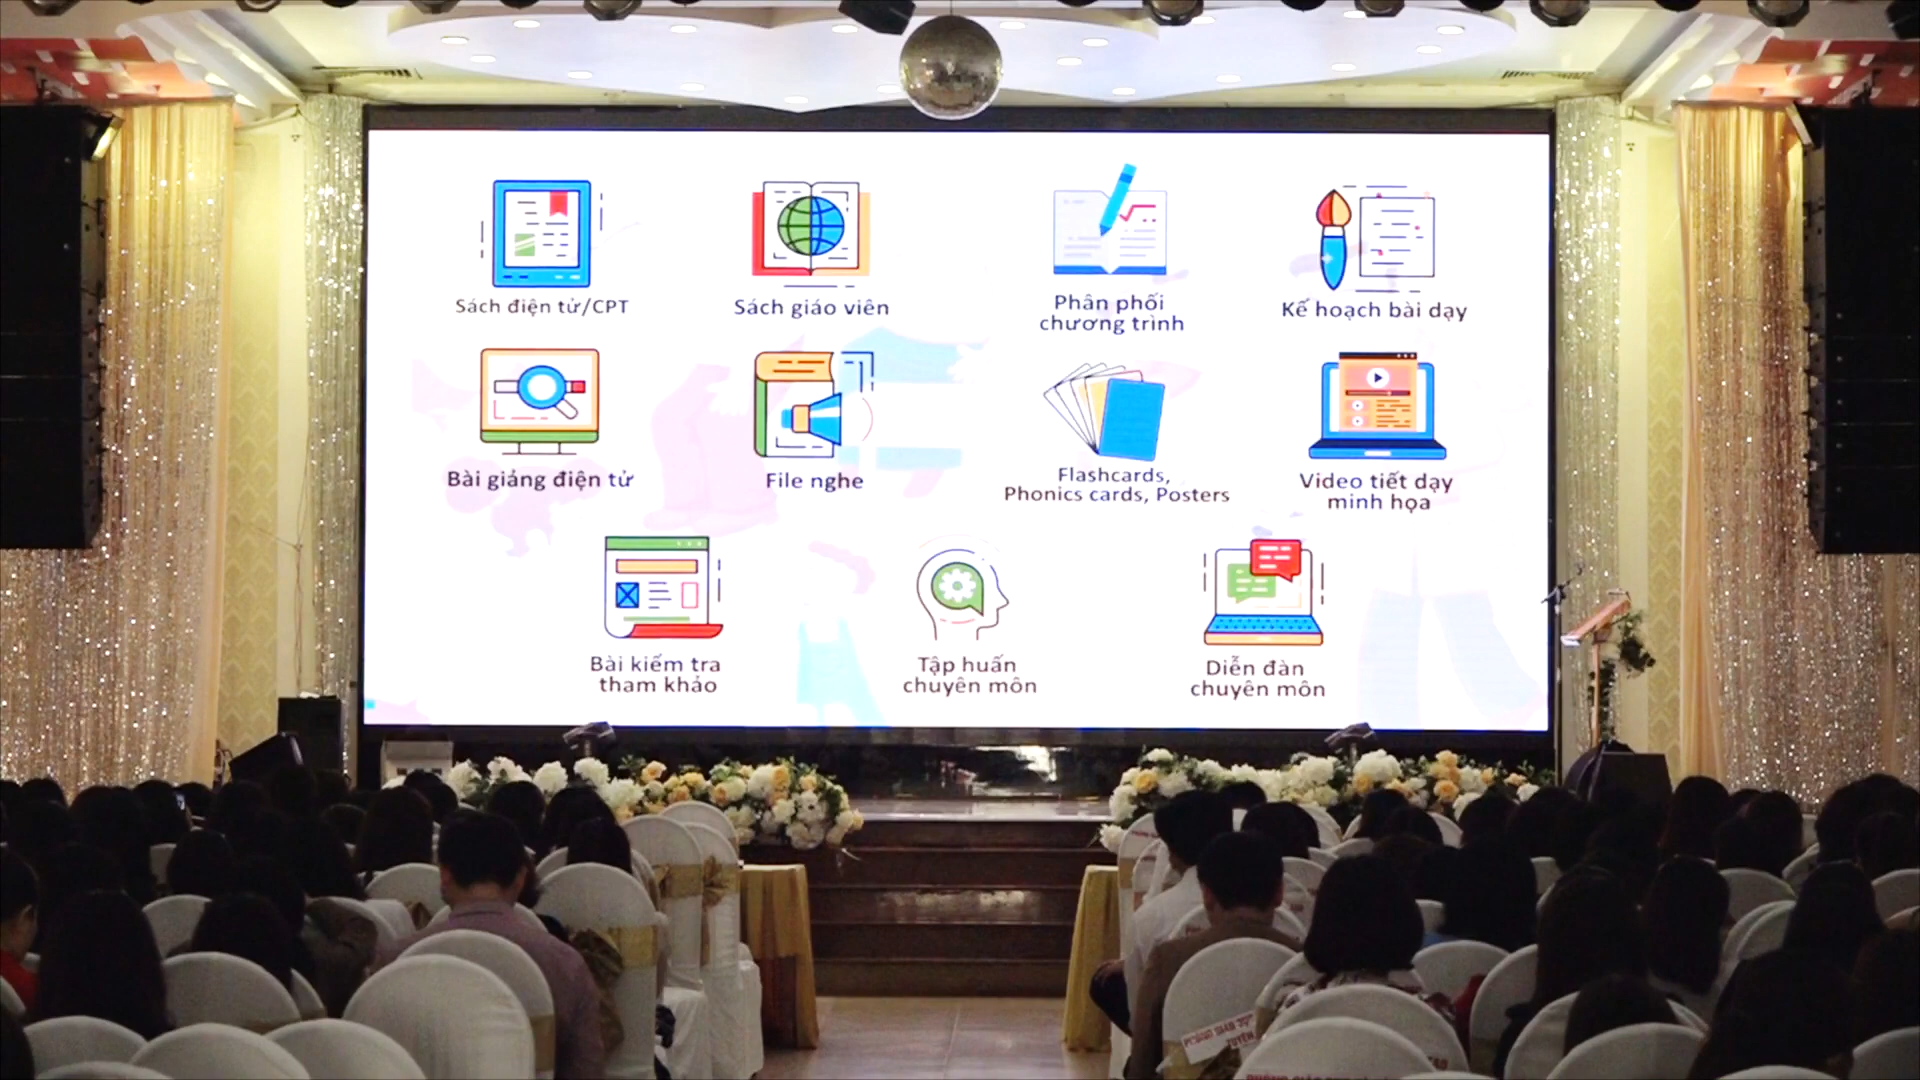 Sách điện tử/CPT
Sách giáo viên
Phân phối
chương trình
Kế hoạch bài dạy
Bài giảng điện tử
File nghe
Flashcards,
Phonics cards, Posters
Video tiết dạy
minh họa
Bài kiểm tra
tham khảo
Tập huấn
chuyên môn
Diễn đàn
chuyên môn